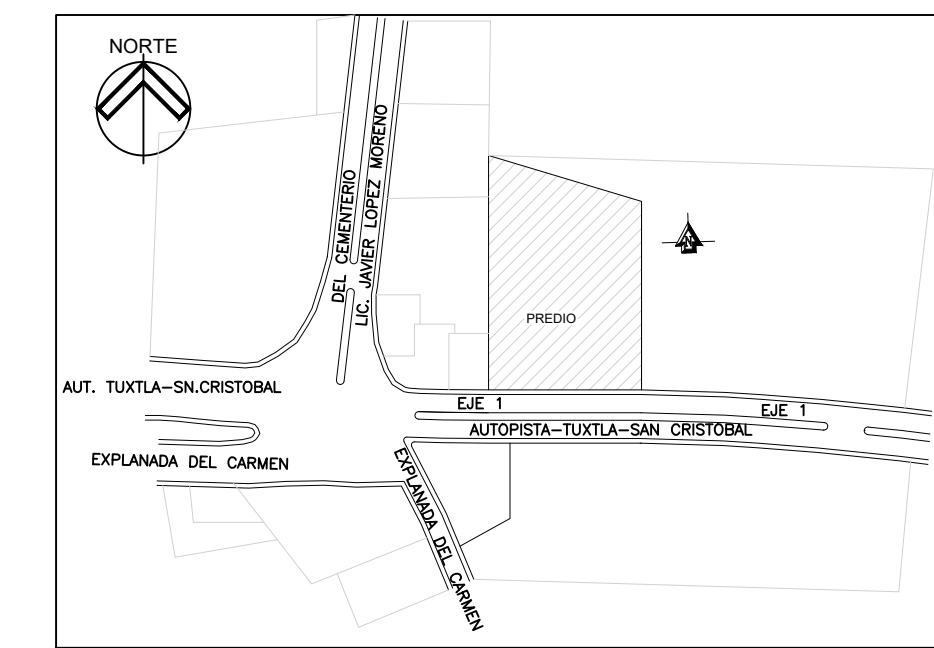 NORTE
DEL CEMENTERIO
LIC. JAVIER LOPEZ MORENO
N
PREDIO
AUT. TUXTLA-SN.CRISTOBAL
EJE 1
EJE 1
AUTOPISTA-TUXTLA-SAN CRISTOBAL
EXPLANADA DEL CARMEN
EXPLANADA DEL CARMEN